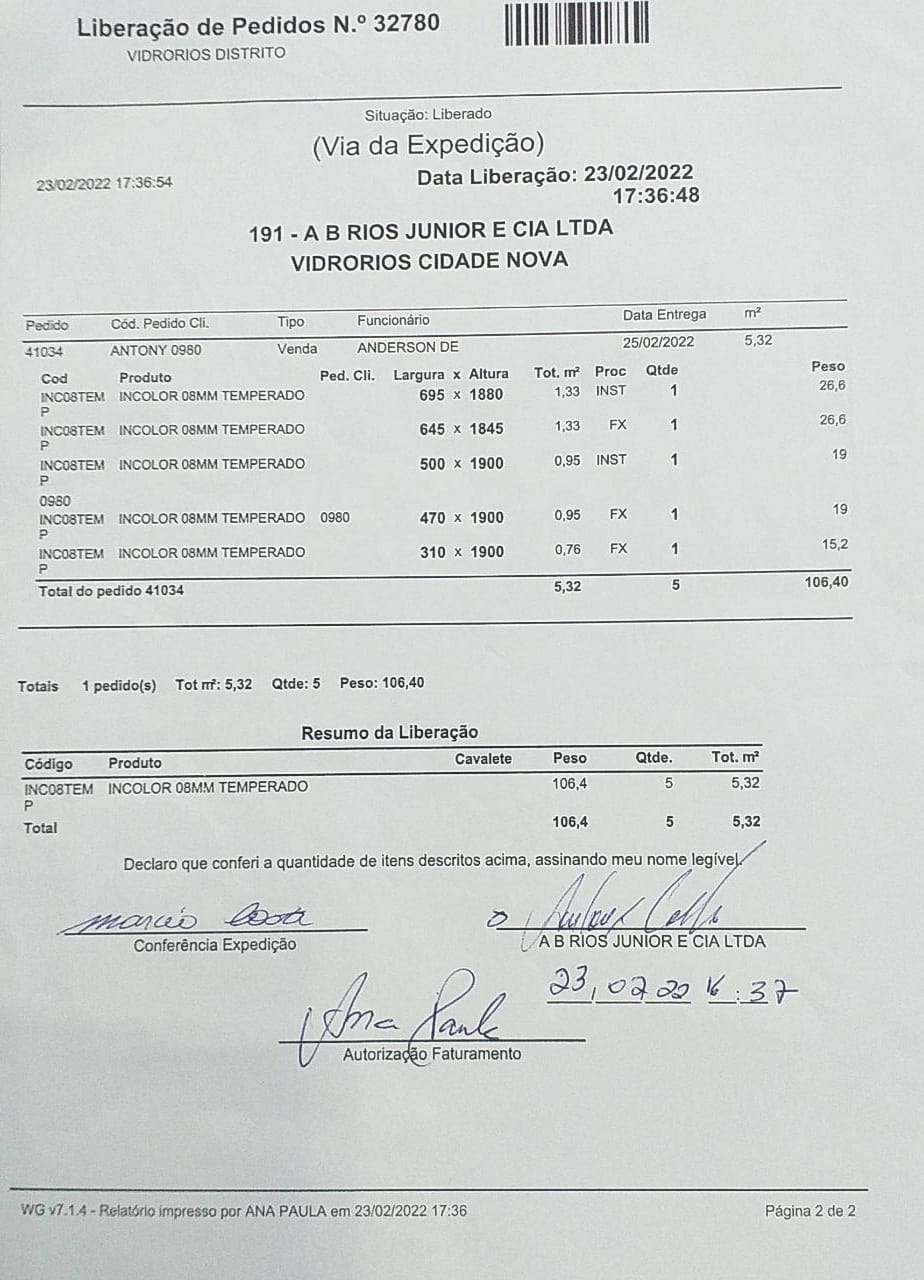 Liberação de Pedidos N.º 32780
VIDRORIOS DISTRITO
Situação: Liberado
(Via da Expedição)
23/02/2022 17:36:54
Data Liberação: 23/02/2022
17:36:48
191 - A B RIOS JUNIOR E CIA LTDA
VIDRORIOS CIDADE NOVA
Pedido Cód. Pedido Cli. Tipo Funcionário Data Entrega m²
41034 ANTONY 0980 Venda ANDERSON DE 25/02/2022 5,32
Cod Produto Ped. Cli. Largura x Altura Tot. m² Proc Qtde Peso
INC08TEM INCOLOR 08MM TEMPERADO 695 x 1880 1,33 INST 1 26,6
P
INC08TEM INCOLOR 08MM TEMPERADO 645 x 1845 1,33 FX 1 26,6
P
INC08TEM INCOLOR 08MM TEMPERADO 500 x 1900 0,95 INST 1 19
P
0980
INC08TEM INCOLOR 08MM TEMPERADO 0980 470 x 1900 0,95 FX 1 19
P
INC08TEM INCOLOR 08MM TEMPERADO 310 x 1900 0,76 FX 1 15,2
P
Total do pedido 41034 5,32 5 106,40
Totais 1 pedido(s) Tot m²: 5,32 Qtde: 5 Peso: 106,40
Resumo da Liberação
Código Produto Cavalete Peso Qtde. Tot. m²
INC08TEM INCOLOR 08MM TEMPERADO 106,4 5 5,32
P
Total 106,4 5 5,32
Declaro que conferi a quantidade de itens descritos acima, assinando meu nome legível.
marcio Costa
Conferência Expedição
A B RIOS JUNIOR E CIA LTDA
23, 02 22 16:37
Ana Paula
Autorização Faturamento
WG v7.1.4 - Relatório impresso por ANA PAULA em 23/02/2022 17:36 Página 2 de 2